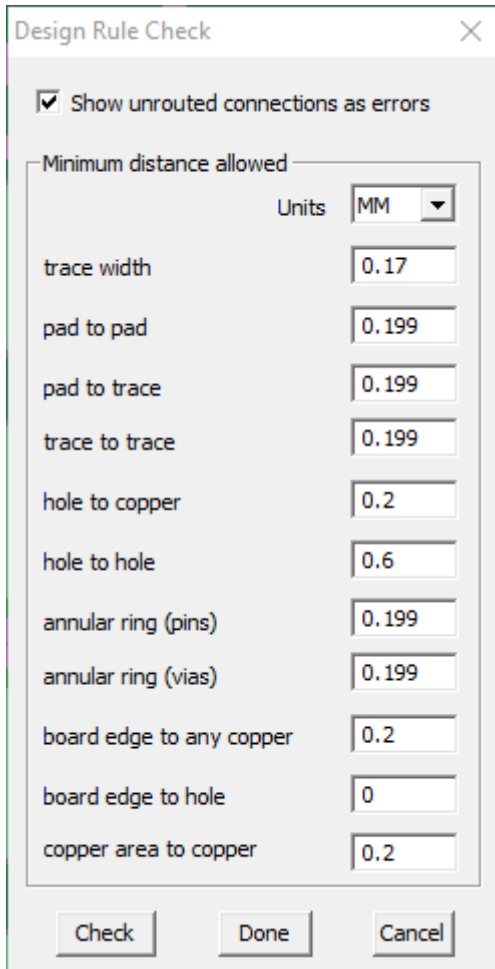 Design Rule Check
Show unrouted connections as errors
Minimum distance allowed
Units MM
trace width 0.17
pad to pad 0.199
pad to trace 0.199
trace to trace 0.199
hole to copper 0.2
hole to hole 0.6
annular ring (pins) 0.199
annular ring (vias) 0.199
board edge to any copper 0.2
board edge to hole 0
copper area to copper 0.2
Check Done Cancel